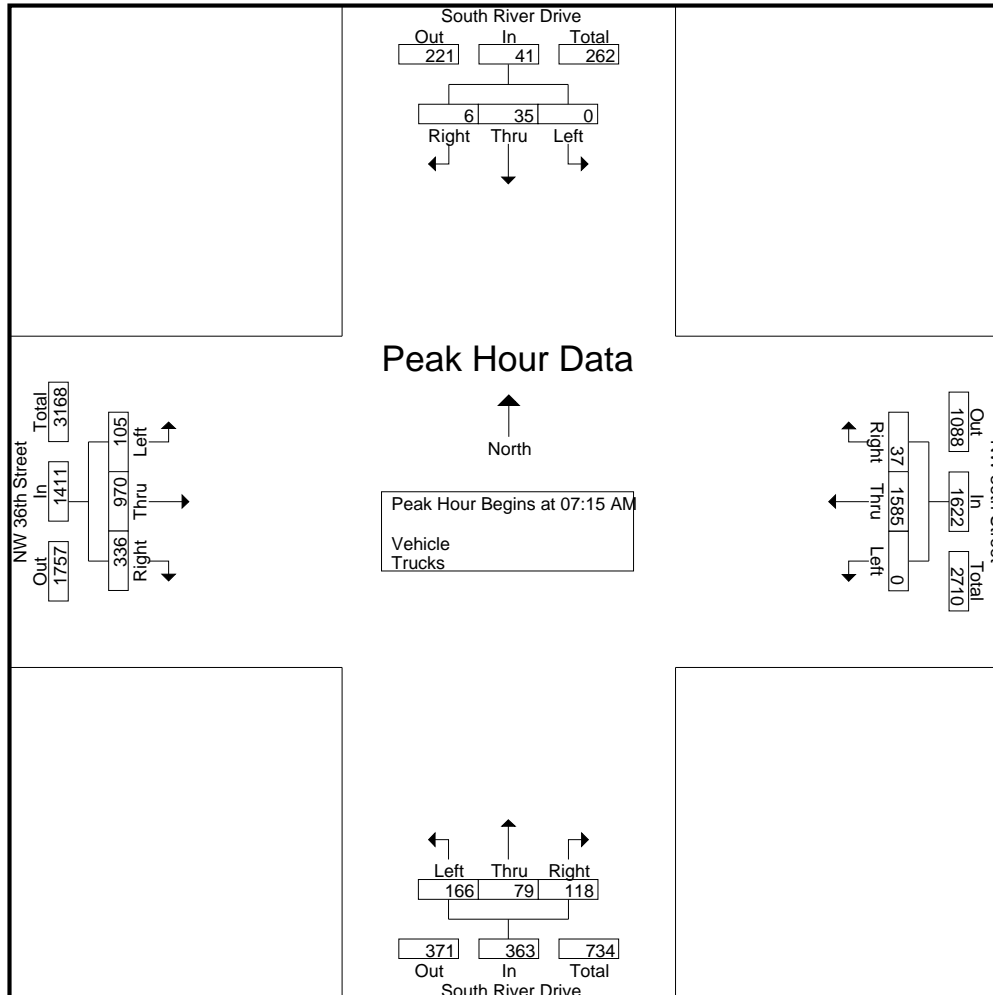 South River Drive
Out In Total
221 41 262
6 35 0
Right Thru Left
Peak Hour Data
North
Peak Hour Begins at 07:15 AM
Vehicle
Trucks
NW 36th Street
Total In Out
3168 1411 1757
105 970 336
Left Thru Right
Right Thru Left
37 1585 0
1088 1622 2710
Out In Total
Left Thru Right
166 79 118
371 363 734
Out In Total
South River Drive